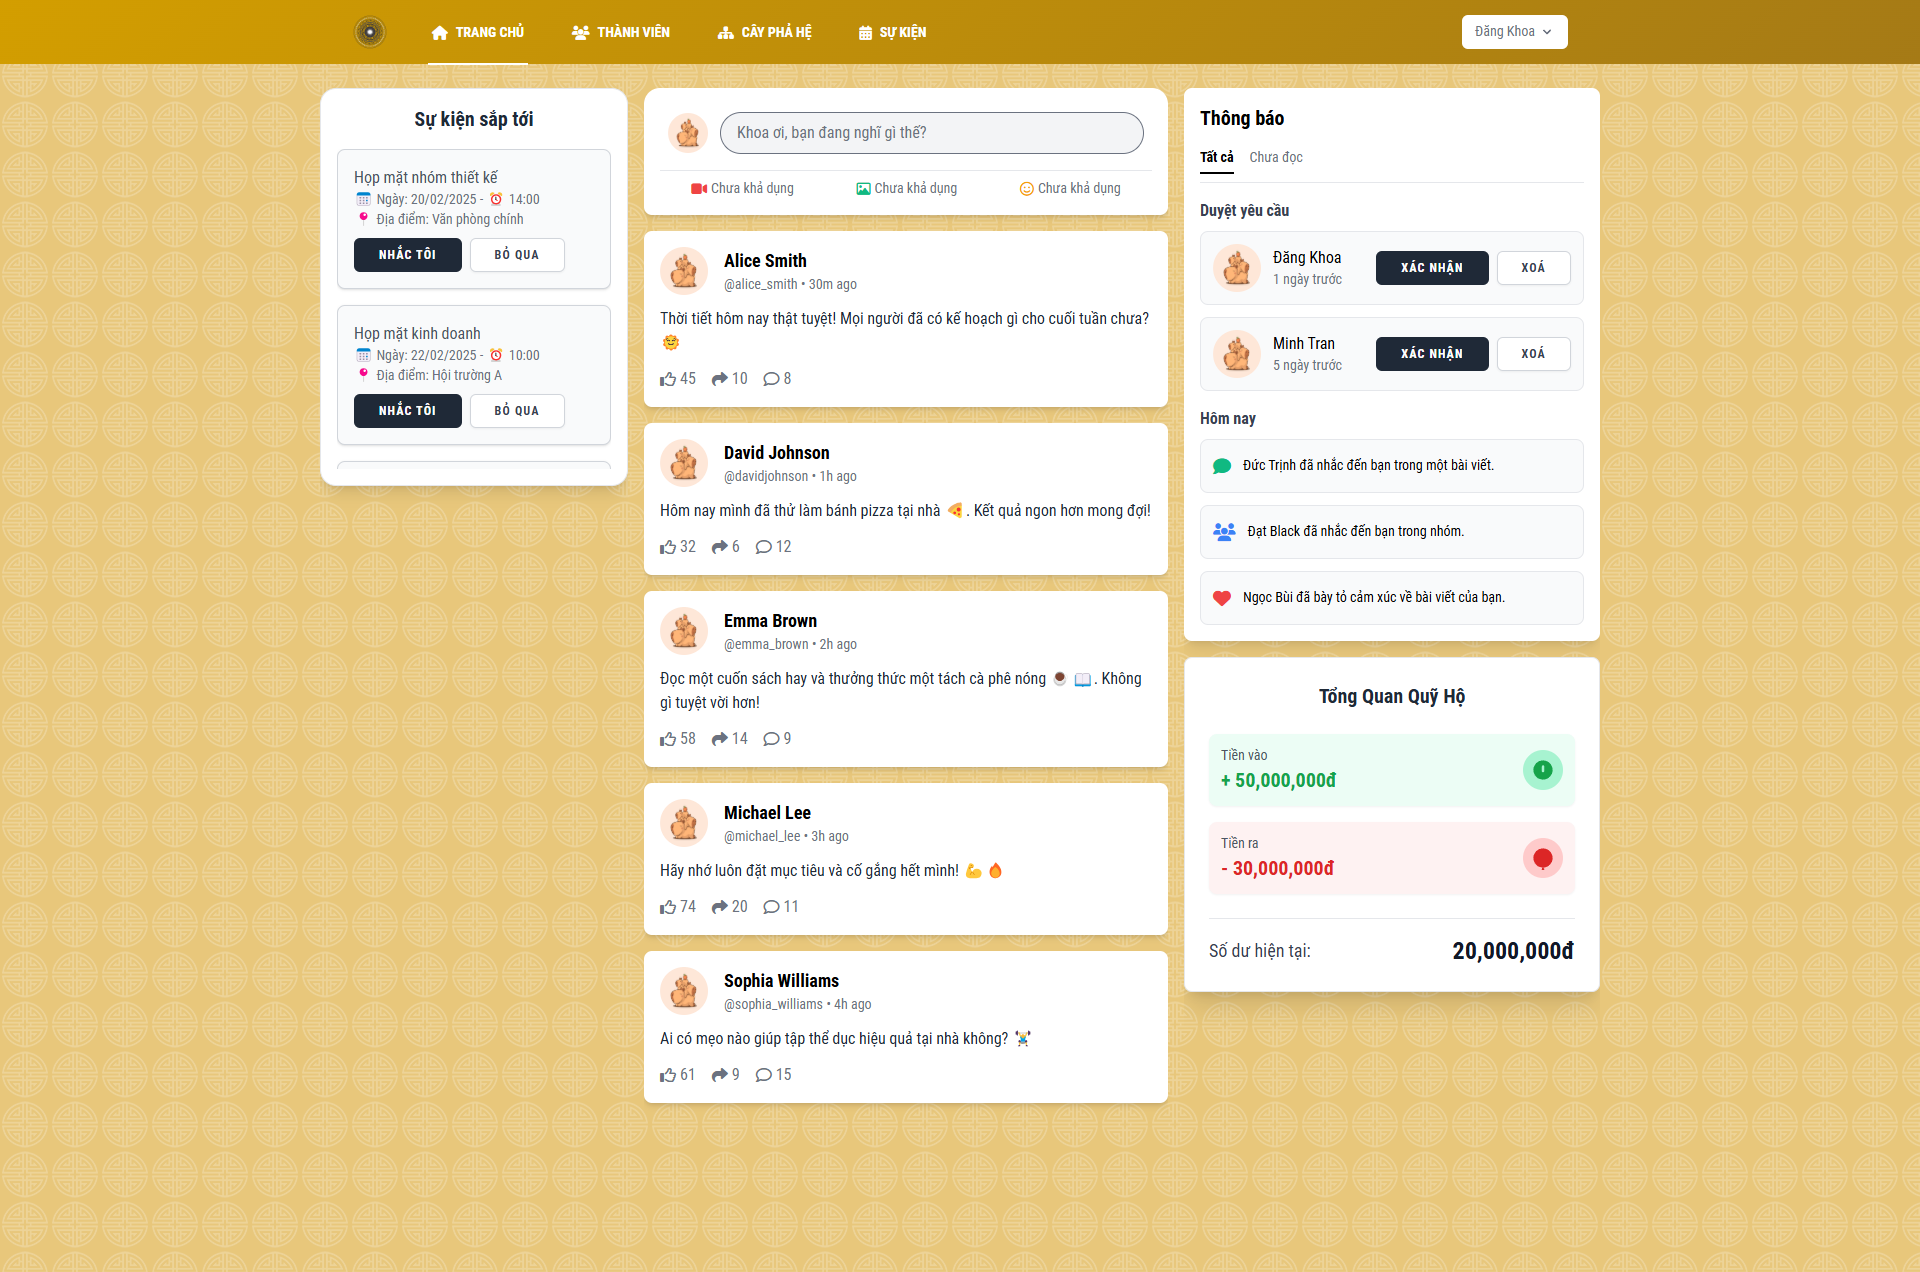 TRANG CHỦ
THÀNH VIÊN
CÂY PHẢ HỆ
SỰ KIỆN
Đăng Khoa
Sự kiện sắp tới
Họp mặt nhóm thiết kế
Ngày: 20/02/2025 - ⏰ 14:00
Địa điểm: Văn phòng chính
NHẮC TÔI
BỎ QUA
Họp mặt kinh doanh
Ngày: 22/02/2025 - ⏰ 10:00
Địa điểm: Hội trường A
NHẮC TÔI
BỎ QUA
Khoa ơi, bạn đang nghĩ gì thế?
Chưa khả dụng
Chưa khả dụng
Chưa khả dụng
Alice Smith
@alice_smith • 30m ago
Thời tiết hôm nay thật tuyệt! Mọi người đã có kế hoạch gì cho cuối tuần chưa?
🌞
45 10 8
David Johnson
@davidjohnson • 1h ago
Hôm nay mình đã thử làm bánh pizza tại nhà 🍕. Kết quả ngon hơn mong đợi!
32 6 12
Emma Brown
@emma_brown • 2h ago
Đọc một cuốn sách hay và thưởng thức một tách cà phê nóng ☕ 📖. Không
gì tuyệt vời hơn!
58 14 9
Michael Lee
@michael_lee • 3h ago
Hãy nhớ luôn đặt mục tiêu và cố gắng hết mình! 💪 🔥
74 20 11
Sophia Williams
@sophia_williams • 4h ago
Ai có mẹo nào giúp tập thể dục hiệu quả tại nhà không? 🏋️
61 9 15
Thông báo
Tất cả
Chưa đọc
Duyệt yêu cầu
Đăng Khoa
1 ngày trước
XÁC NHẬN
XOÁ
Minh Tran
5 ngày trước
XÁC NHẬN
XOÁ
Hôm nay
Đức Trịnh đã nhắc đến bạn trong một bài viết.
Đạt Black đã nhắc đến bạn trong nhóm.
Ngọc Bùi đã bày tỏ cảm xúc về bài viết của bạn.
Tổng Quan Quỹ Hộ
Tiền vào
+ 50,000,000đ
Tiền ra
- 30,000,000đ
Số dư hiện tại:
20,000,000đ